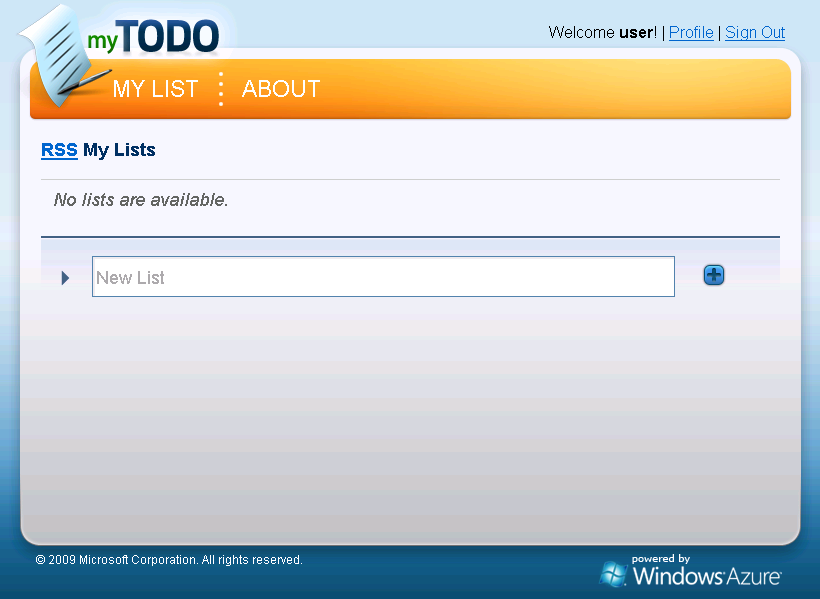 myTODO
Welcome user! | Profile | Sign Out
MY LIST ABOUT
RSS My Lists
No lists are available.
New List
© 2009 Microsoft Corporation. All rights reserved.
powered by
Windows Azure